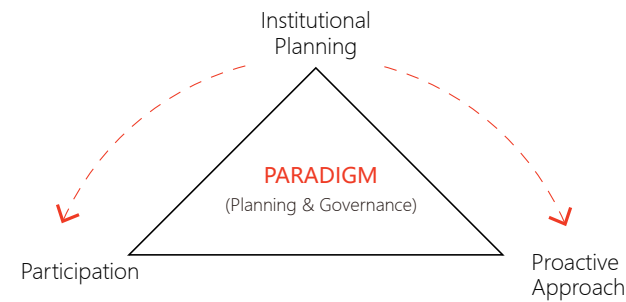 Institutional
Planning
PARADIGM
(Planning & Governance)
Participation
Proactive
Approach